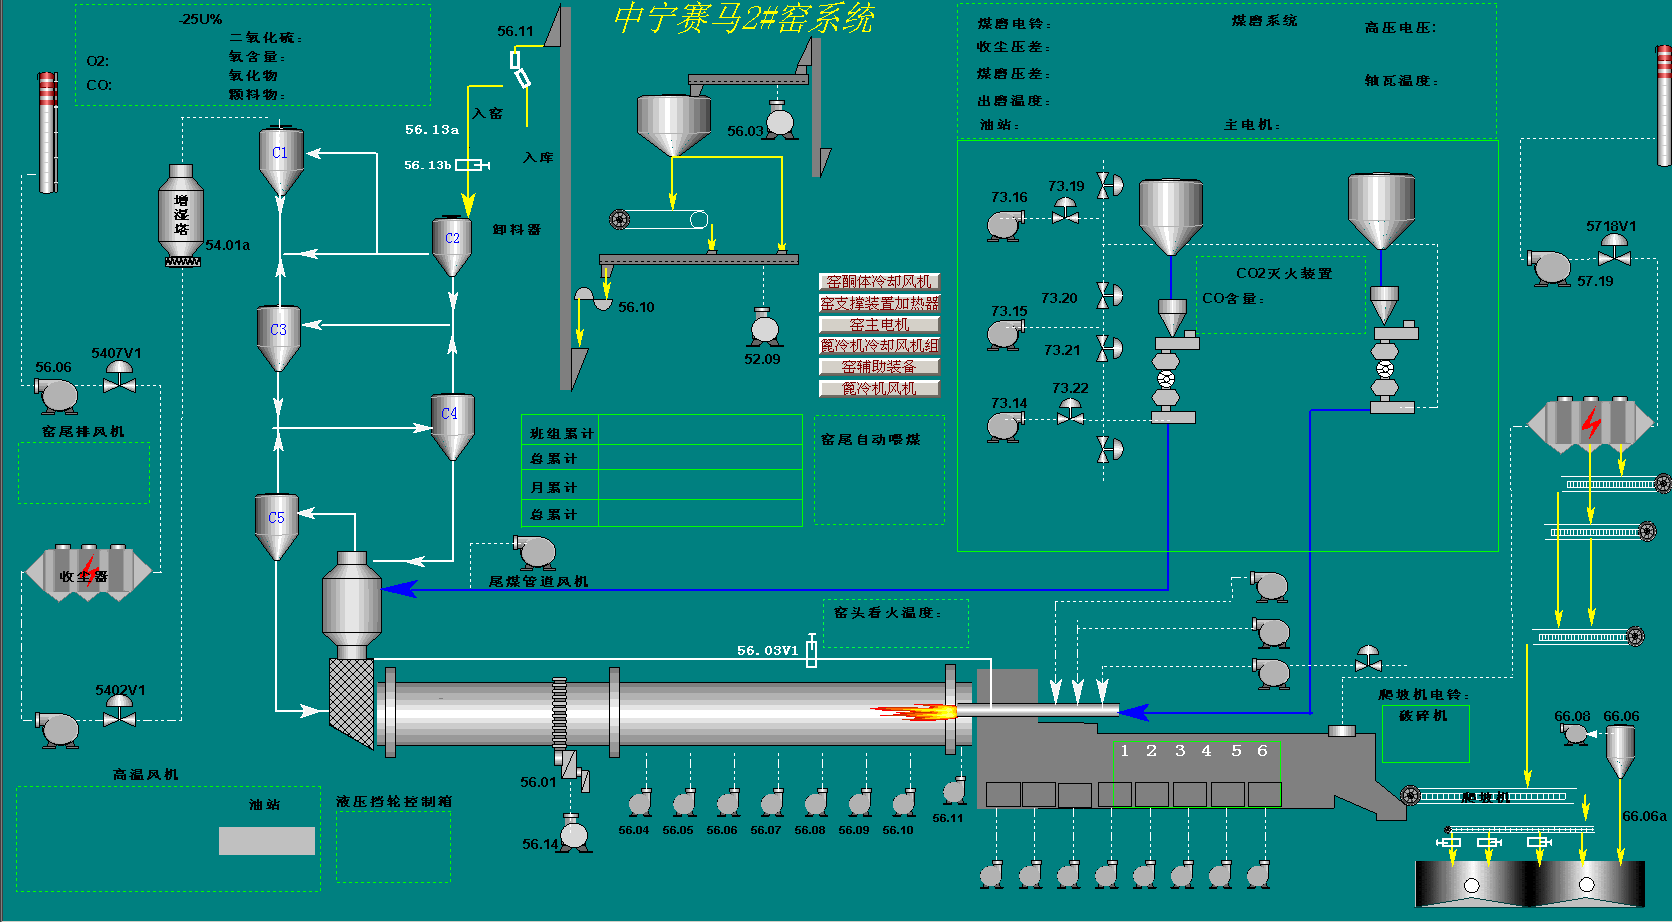 中宁赛马2#窑系统
-25U%
二氧化硫:
O2:
氧含量:
CO:
氧化物
颗料物:
56.11
入窑
56.13a
入库
56.13b
卸料器
C1
C2
C3
C4
C5
增湿塔
54.01a
56.03
56.10
52.09
窑酮体冷却风机
窑支撑装置加热器
窑主电机
篦冷机冷却风机组
窑辅助装备
篦冷机风机
煤磨电铃:
煤磨系统
高压电压:
收尘压差:
煤磨压差:
轴瓦温度:
出磨温度:
油站:
主电机:
73.16
73.19
73.15
73.20
73.21
73.14
73.22
CO2灭火装置
CO含量:
5718V1
57.19
56.06
5407V1
窑尾排风机
收尘器
5402V1
高温风机
油站
液压挡轮控制箱
班组累计
总累计
月累计
总累计
窑尾自动喂煤
尾煤管道风机
窑头看火温度:
56.03V1
56.01
56.14
56.04
56.05
56.06
56.07
56.08
56.09
56.10
56.11
1 2 3 4 5 6
爬坡机电铃:
破碎机
66.08
66.06
爬坡机
66.06a